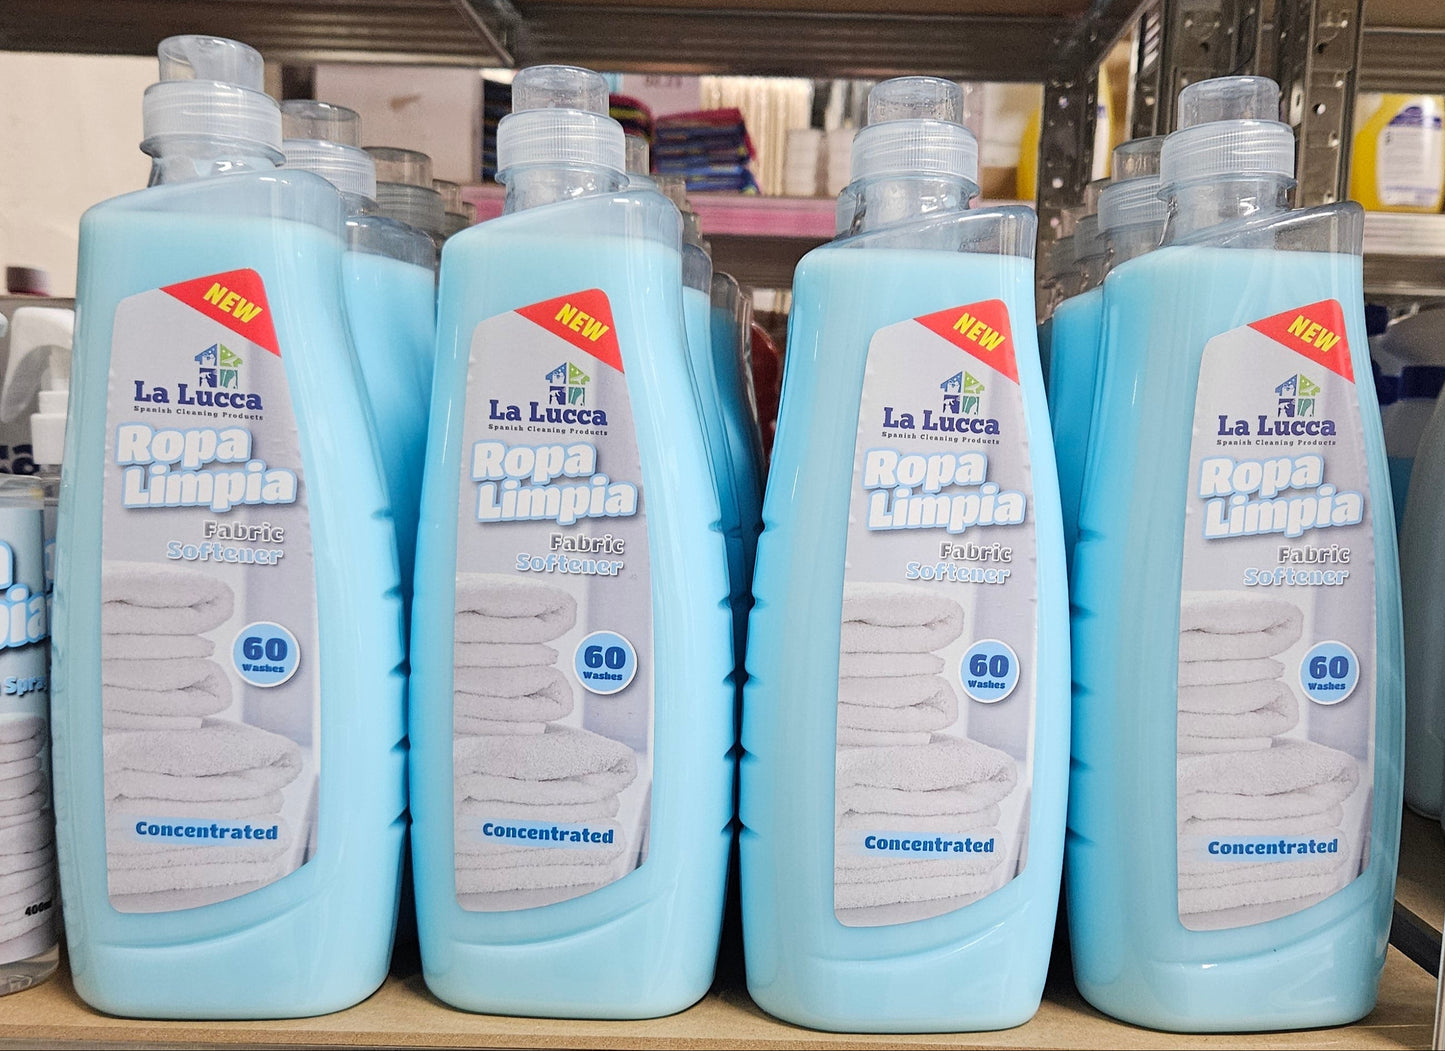 NEW
La Lucca
Spanish Cleaning Products
Ropa
Limpia
Fabric
Softener
60
Washes
Concentrated
NEW
La Lucca
Spanish Cleaning Products
Ropa
Limpia
Fabric
Softener
60
Washes
Concentrated
NEW
La Lucca
Spanish Cleaning Products
Ropa
Limpia
Fabric
Softener
60
Washes
Concentrated
NEW
La Lucca
Spanish Cleaning Products
Ropa
Limpia
Fabric
Softener
60
Washes
Concentrated